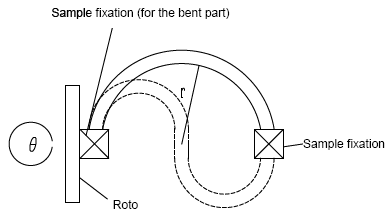 Sample fixation (for the bent part)
r
θ
Sample fixation
Roto